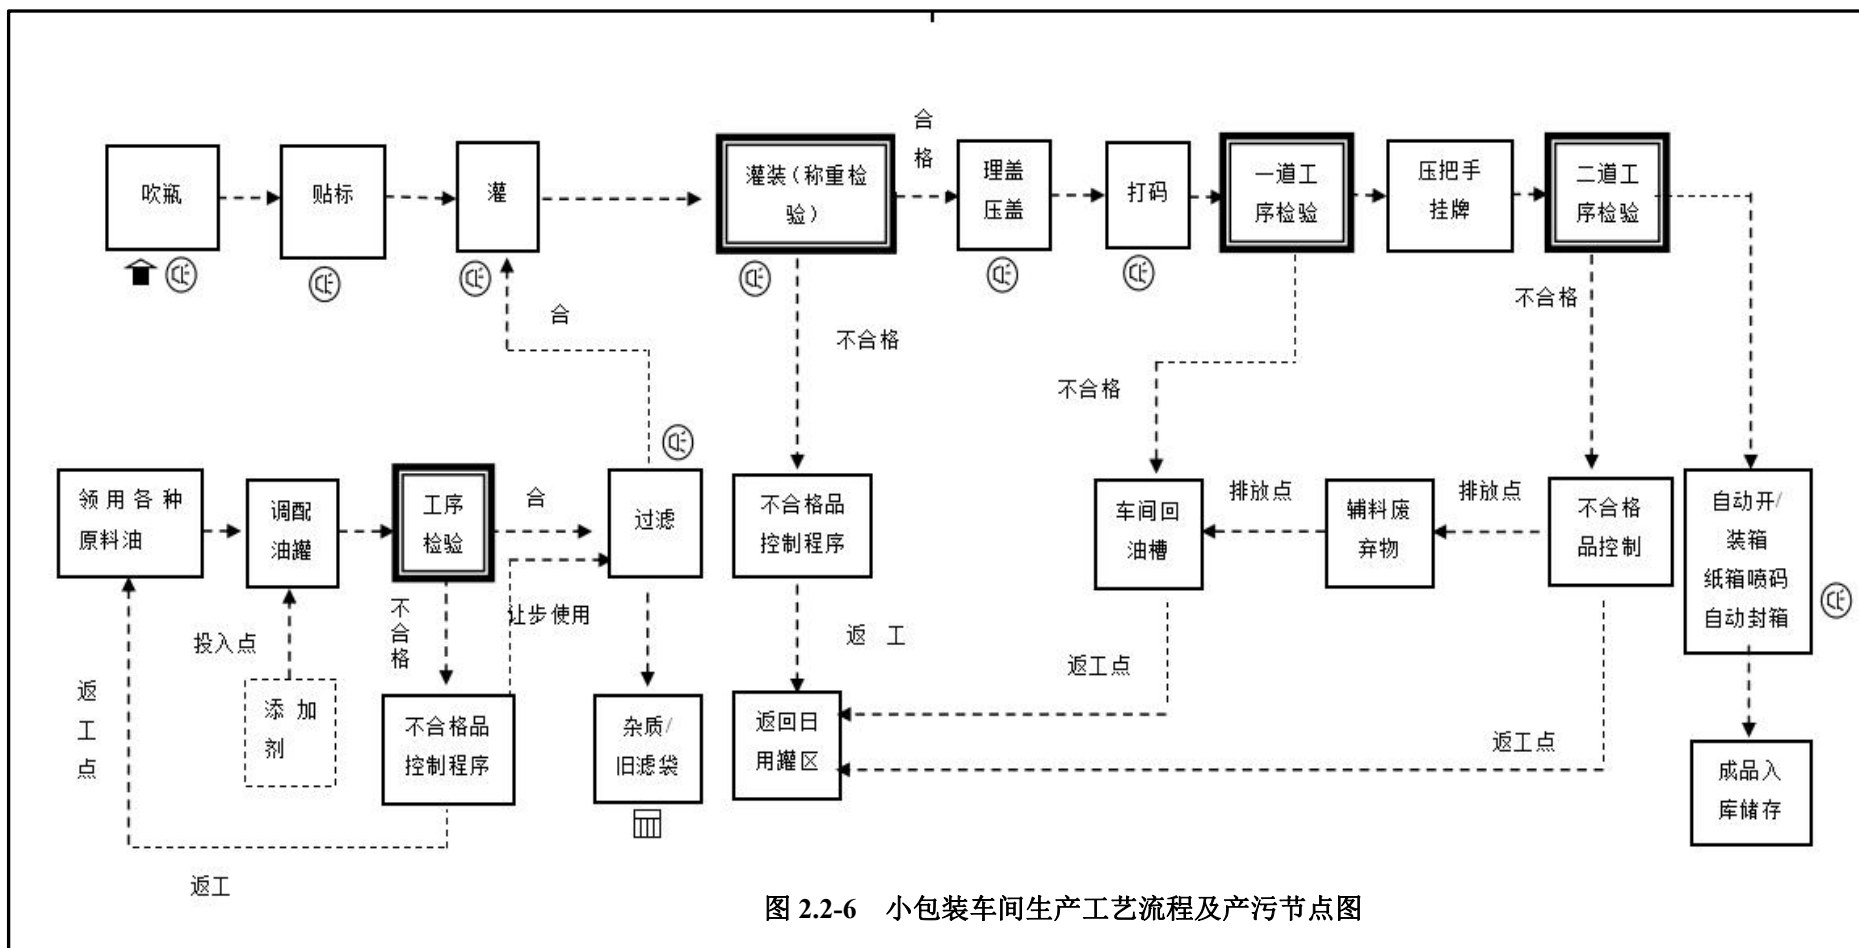 合
格
吹瓶
贴标
灌
灌装(称重检
验)
理盖
压盖
打码
一道工
序检验
压把手
挂牌
二道工
序检验
合
不合格
不合格
不合格
领用各种
原料油
调配
油罐
工序
检验
合
过滤
不合格品
控制程序
车间回
油槽
排放点
辅料废
弃物
排放点
不合格
品控制
自动开/
装箱
纸箱喷码
自动封箱
投入点
不
合
格
让步使用
返 工
返工点
返
工
点
添加
剂
不合格品
控制程序
杂质/
旧滤袋
返回日
用罐区
返工点
成品入
库储存
返工
图 2.2-6 小包装车间生产工艺流程及产污节点图